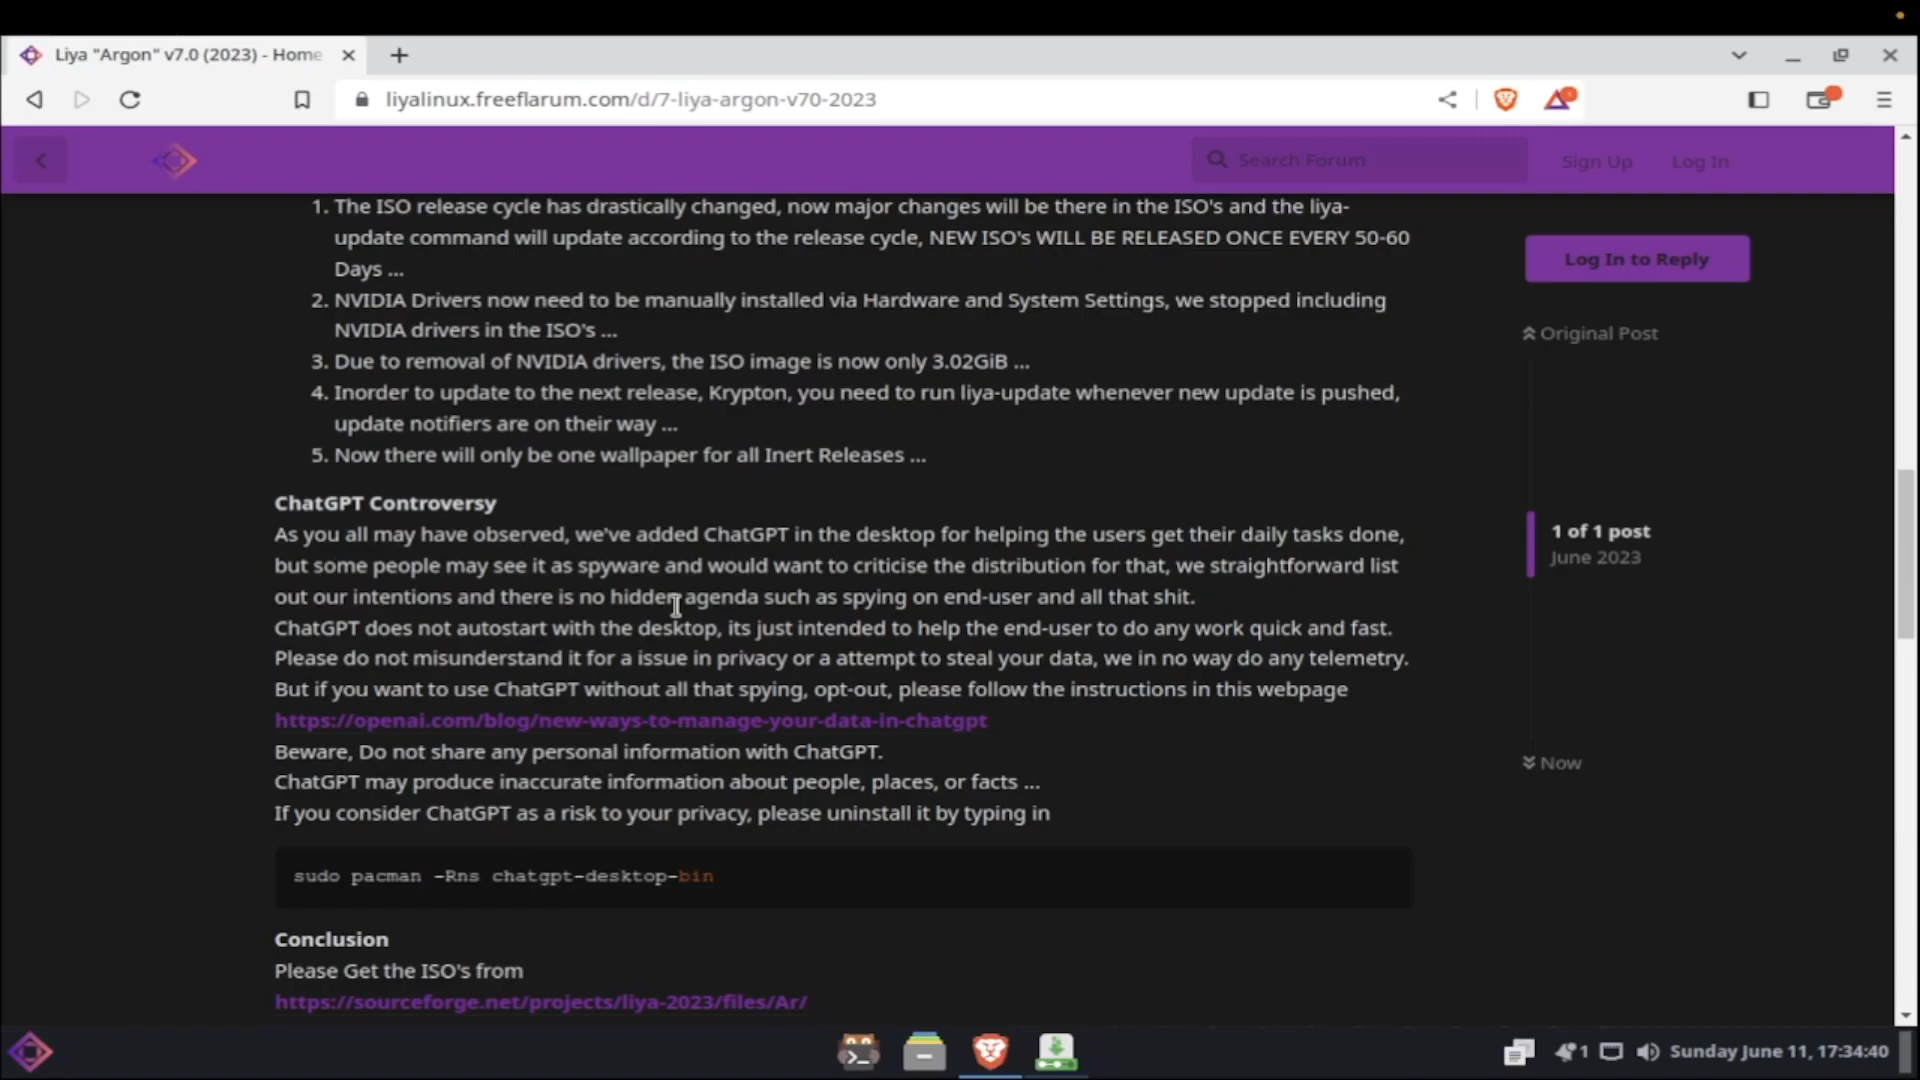 Liya "Argon" v7.0 (2023) - Home
liyalinux.freeflarum.com/d/7-liya-argon-v70-2023
Search Forum
Sign Up
Log In
1. The ISO release cycle has drastically changed, now major changes will be there in the ISO's and the liya-
update command will update according to the release cycle, NEW ISO's WILL BE RELEASED ONCE EVERY 50-60
Days ...
2. NVIDIA Drivers now need to be manually installed via Hardware and System Settings, we stopped including
NVIDIA drivers in the ISO's ...
3. Due to removal of NVIDIA drivers, the ISO image is now only 3.02GiB ...
4. Inorder to update to the next release, Krypton, you need to run liya-update whenever new update is pushed,
update notifiers are on their way ...
5. Now there will only be one wallpaper for all Inert Releases ...
ChatGPT Controversy
As you all may have observed, we've added ChatGPT in the desktop for helping the users get their daily tasks done,
but some people may see it as spyware and would want to criticise the distribution for that, we straightforward list
out our intentions and there is no hidden agenda such as spying on end-user and all that shit.
ChatGPT does not autostart with the desktop, its just intended to help the end-user to do any work quick and fast.
Please do not misunderstand it for a issue in privacy or a attempt to steal your data, we in no way do any telemetry.
But if you want to use ChatGPT without all that spying, opt-out, please follow the instructions in this webpage
https://openai.com/blog/new-ways-to-manage-your-data-in-chatgpt
Beware, Do not share any personal information with ChatGPT.
ChatGPT may produce inaccurate information about people, places, or facts ...
If you consider ChatGPT as a risk to your privacy, please uninstall it by typing in
sudo pacman -Rns chatgpt-desktop-bin
Conclusion
Please Get the ISO's from
https://sourceforge.net/projects/liya-2023/files/Ar/
Log In to Reply
Original Post
1 of 1 post
June 2023
Now
1
Sunday June 11, 17:34:40